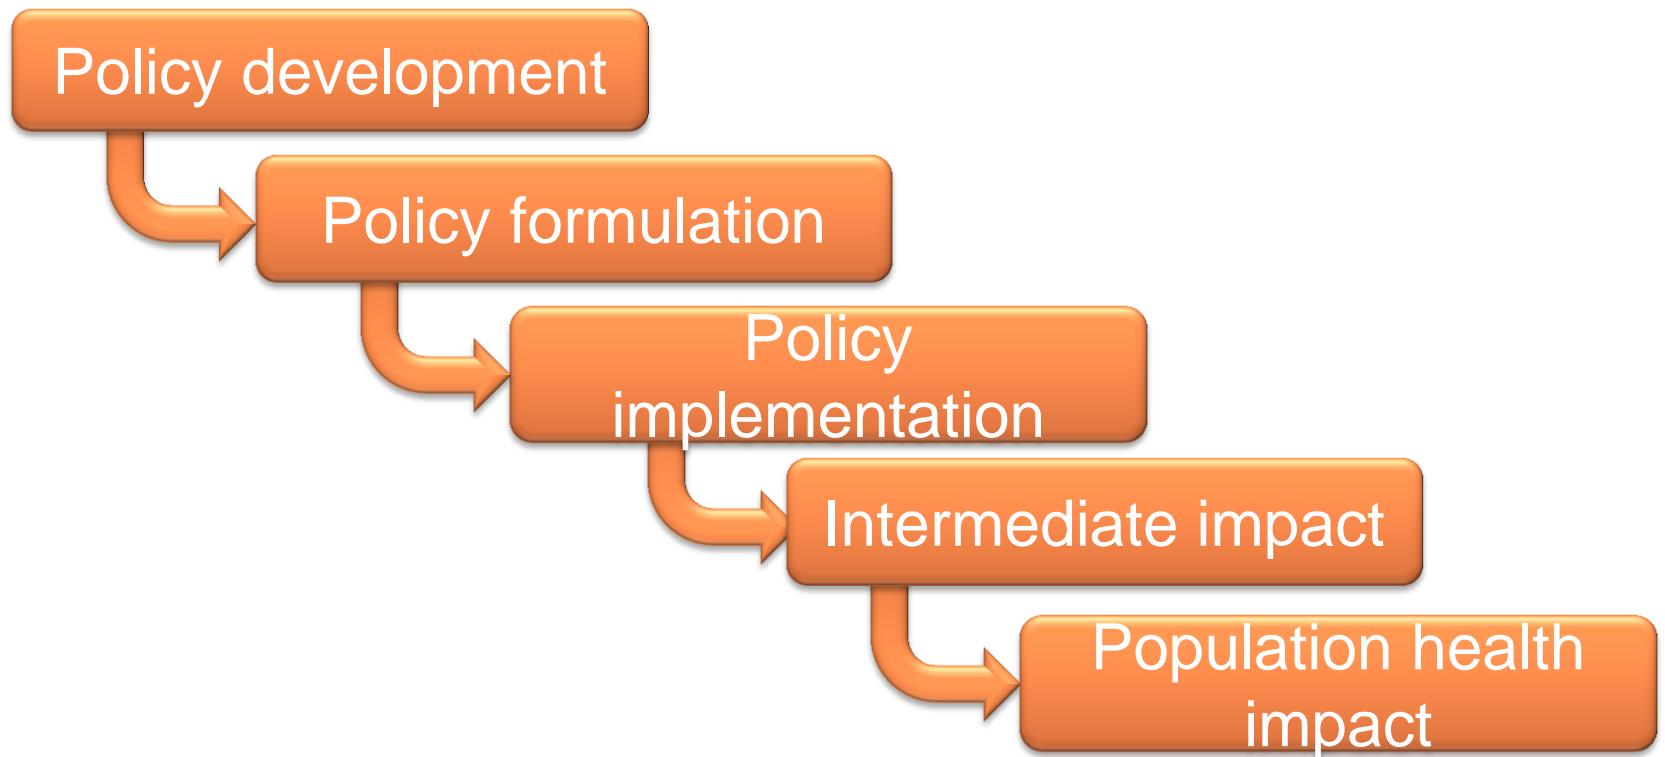 Policy development
Policy formulation
Policy
implementation
Intermediate impact
Population health
impact